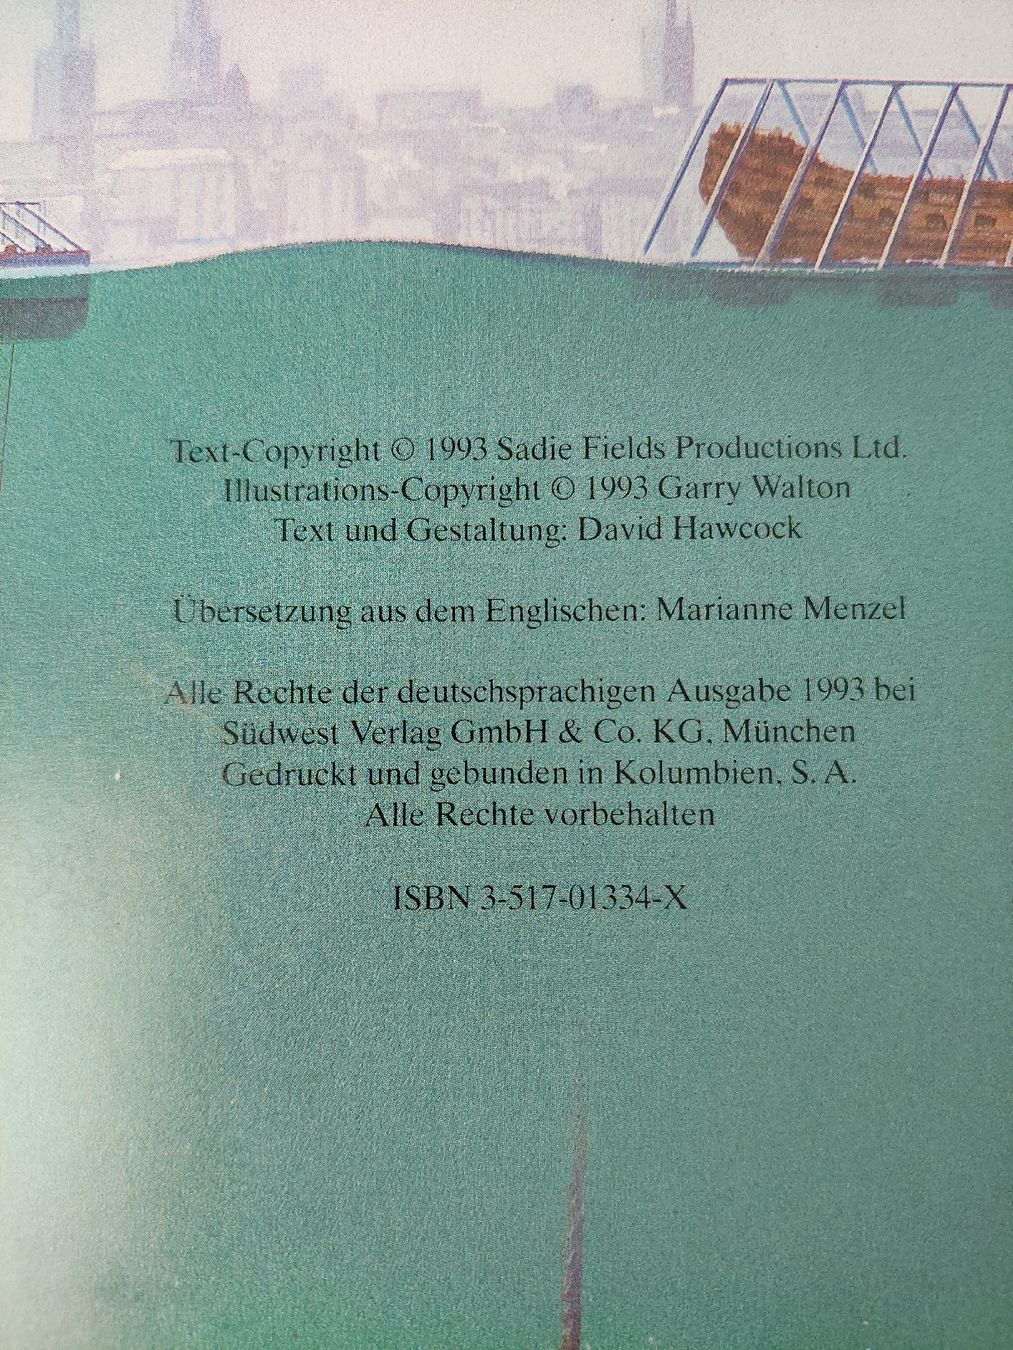 Text-Copyright © 1993 Sadie Fields Productions Ltd.
Illustrations-Copyright © 1993 Garry Walton
Text und Gestaltung: David Hawcock
Übersetzung aus dem Englischen: Marianne Menzel
Alle Rechte der deutschsprachigen Ausgabe 1993 bei
Südwest Verlag GmbH & Co. KG, München
Gedruckt und gebunden in Kolumbien, S. A.
Alle Rechte vorbehalten
ISBN 3-517-01334-X